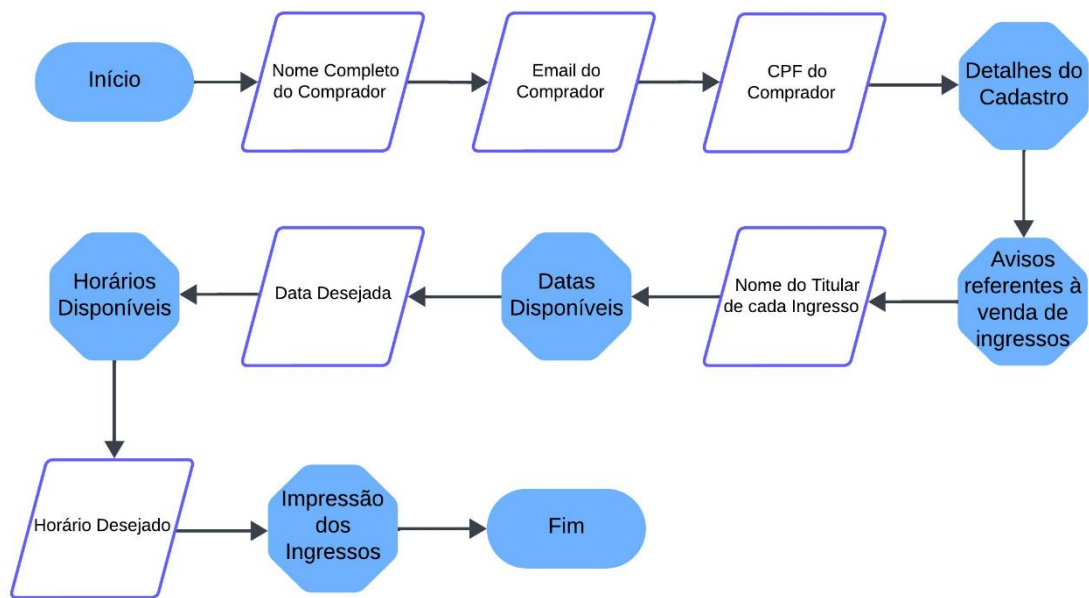 Início
Nome Completo
do Comprador
Email do
Comprador
CPF do
Comprador
Detalhes do
Cadastro
Avisos
referentes à
venda de
ingressos
Nome do Titular
de cada Ingresso
Datas
Disponíveis
Data Desejada
Horários
Disponíveis
Horário Desejado
Impressão
dos
Ingressos
Fim